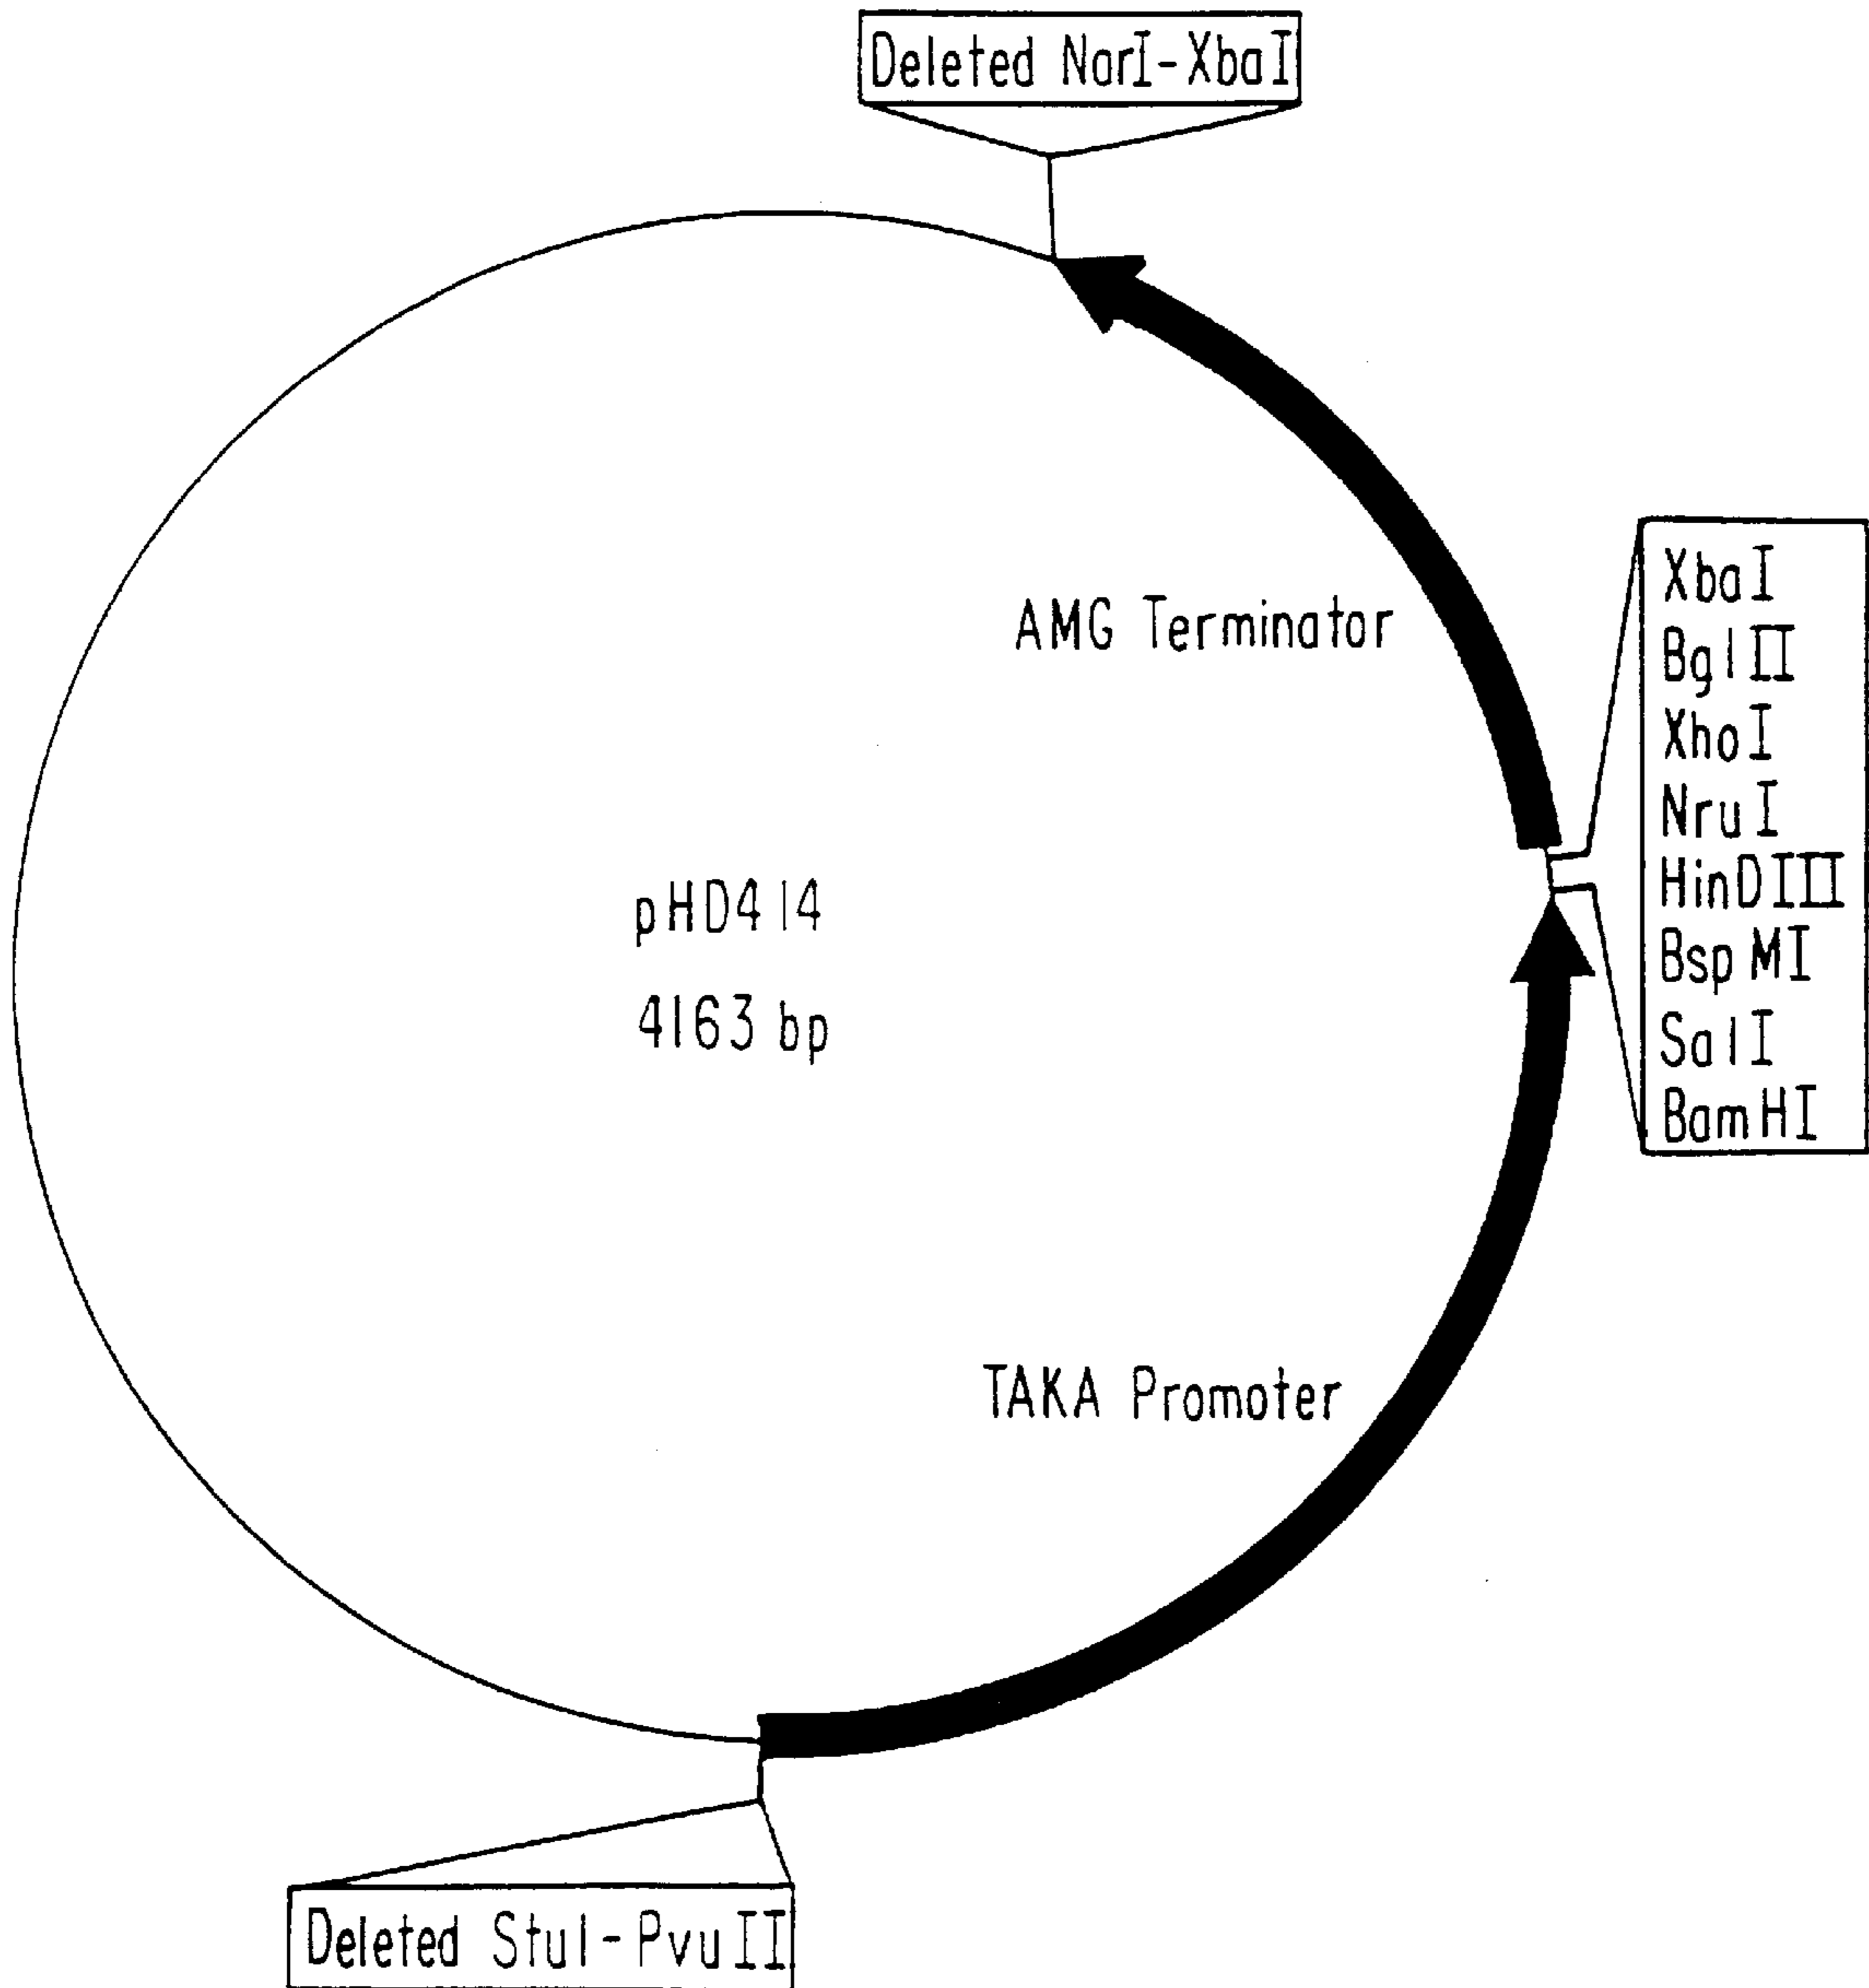 Deleted NarI-XbaI
AMG Terminator
XbaI
BglII
XhoI
NruI
HinDIII
BspMI
SalI
BamHI
pHD414
4163 bp
TAKA Promoter
Deleted StuI-PvuII